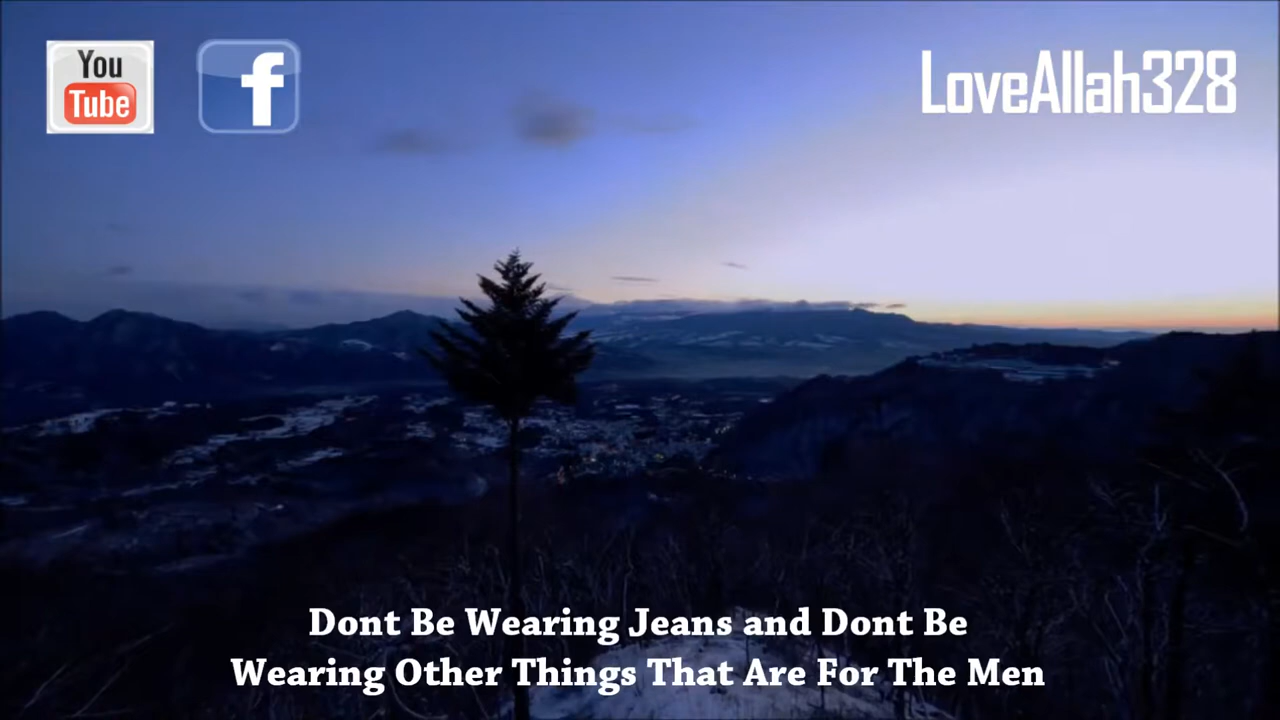 You
Tube
f
LoveAllah328
Dont Be Wearing Jeans and Dont Be
Wearing Other Things That Are For The Men